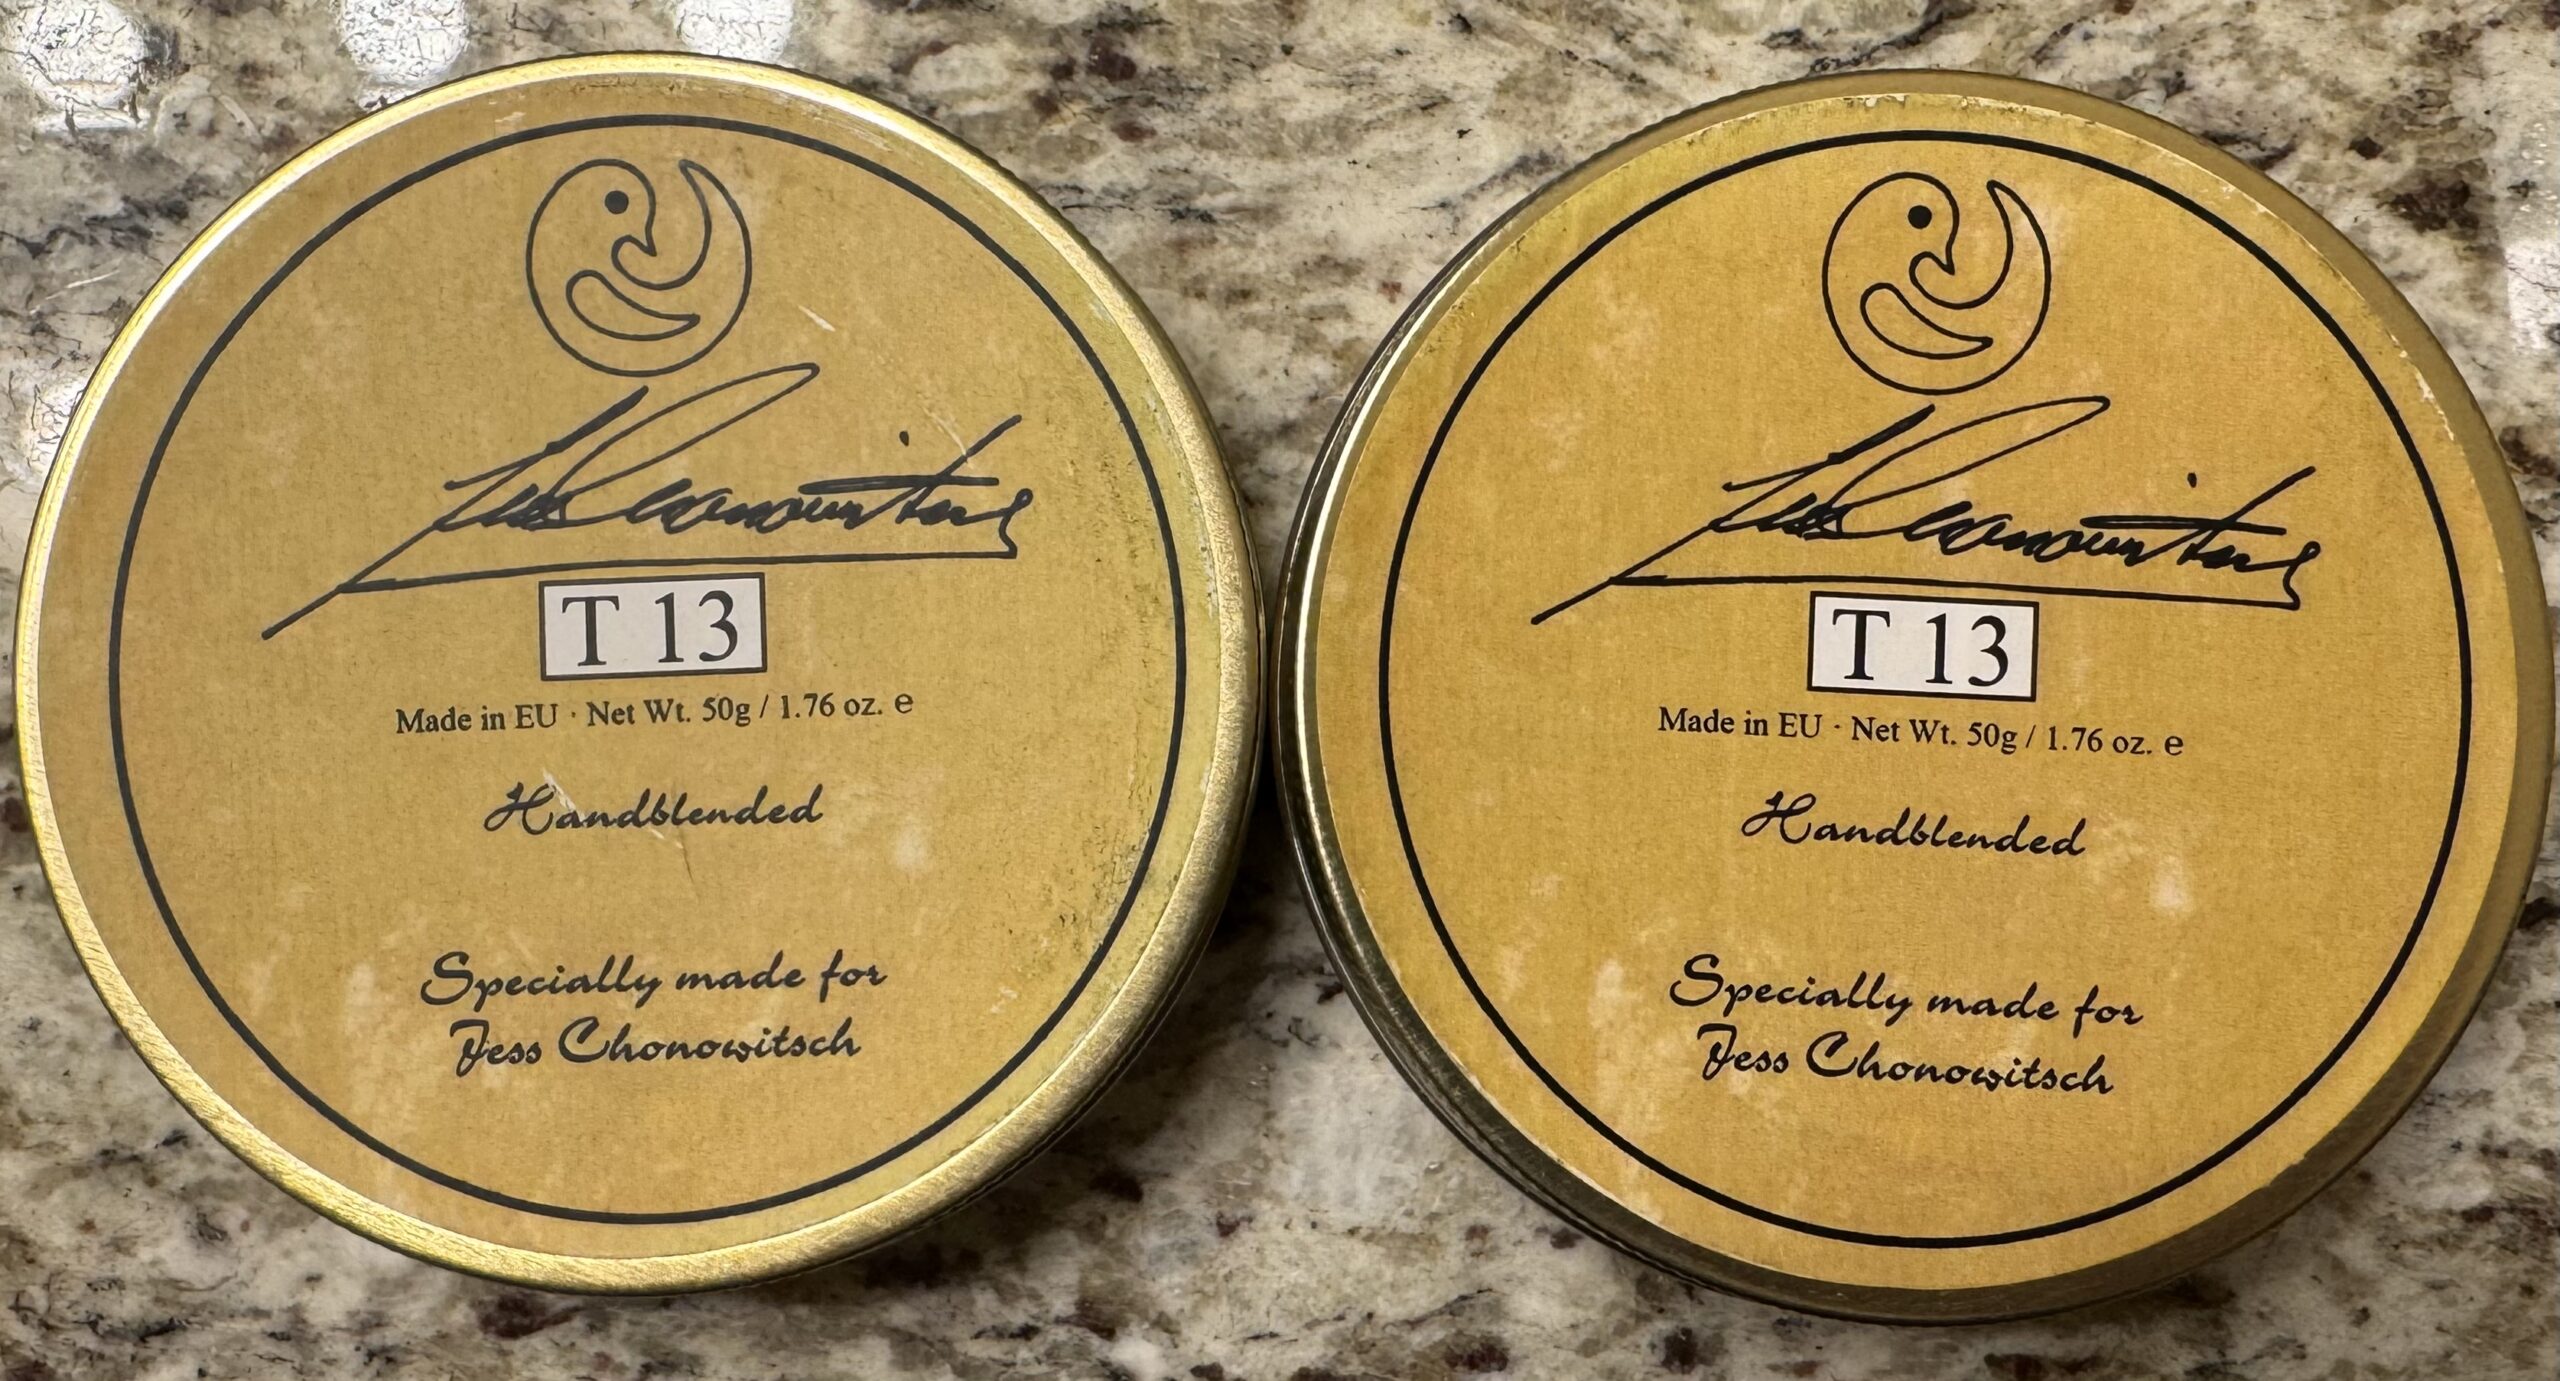 T 13
Made in EU · Net Wt. 50g / 1.76 oz. e
Handblended
Specially made for
Jess Chonowitsch
T 13
Made in EU · Net Wt. 50g / 1.76 oz. e
Handblended
Specially made for
Jess Chonowitsch